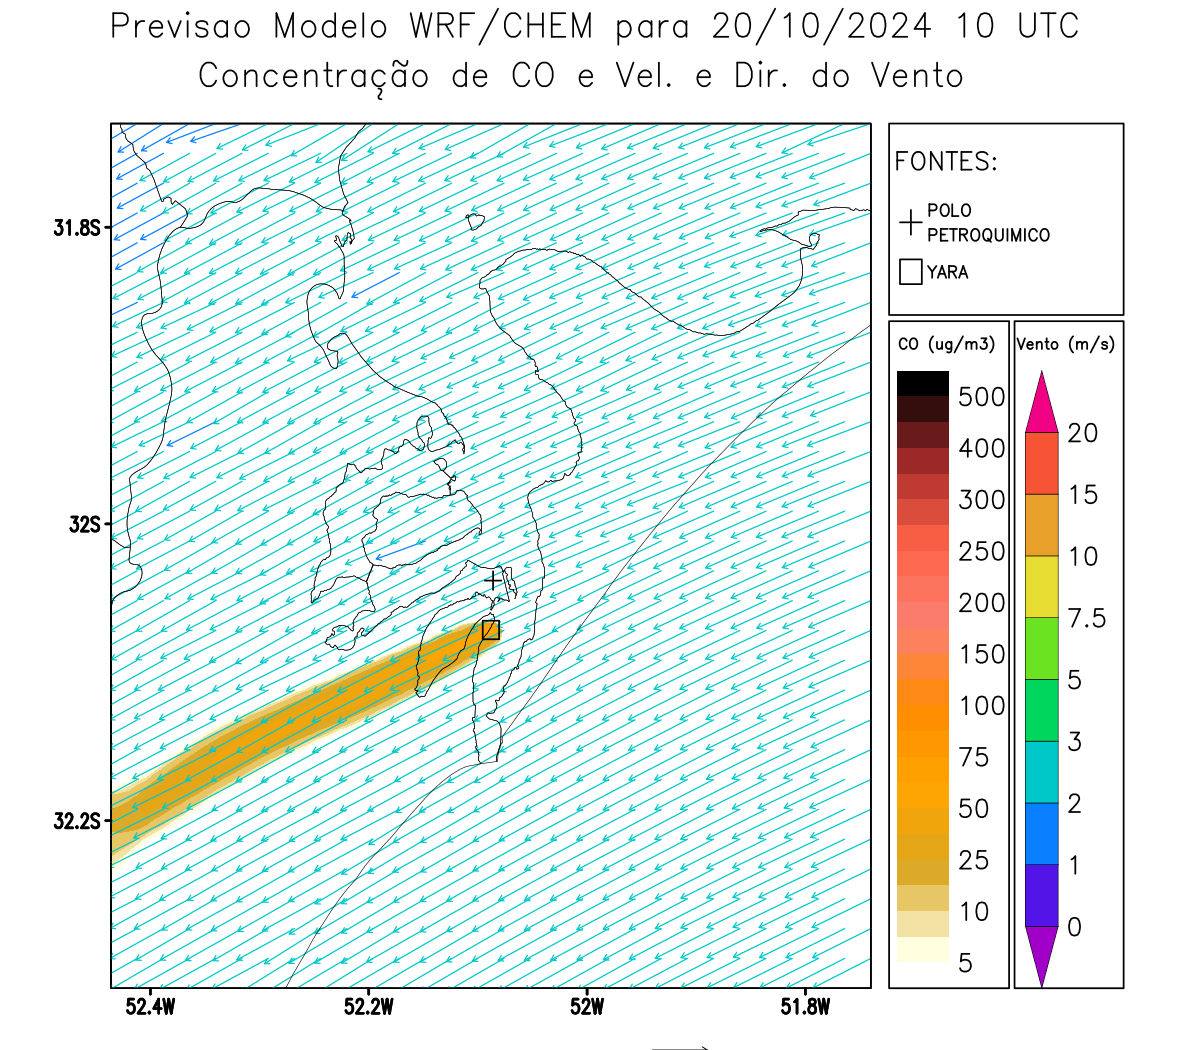 Previsao Modelo WRF/CHEM para 20/10/2024 10 UTC
Concentração de CO e Vel. e Dir. do Vento
FONTES:
POLO
PETROQUIMICO
YARA
CO (ug/m3)
500
400
300
250
200
150
100
75
50
25
10
5
Vento (m/s)
20
15
10
7.5
5
3
2
1
0
31.8S
32S
32.2S
52.4W
52.2W
52W
51.8W